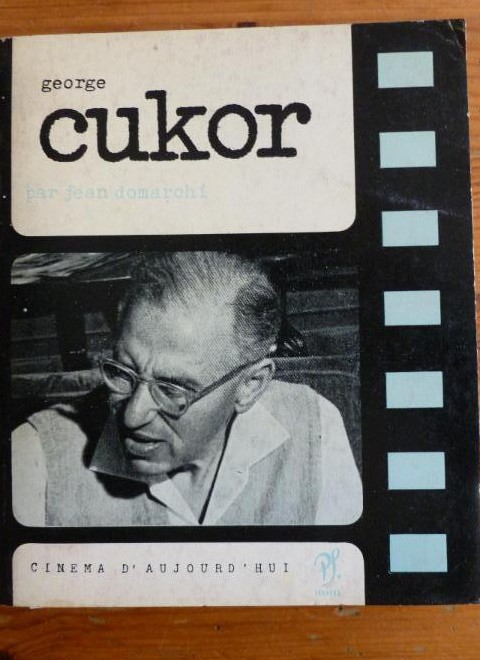 george
cukor
par jean domarchi
CINEMA D'AUJOURD'HUI